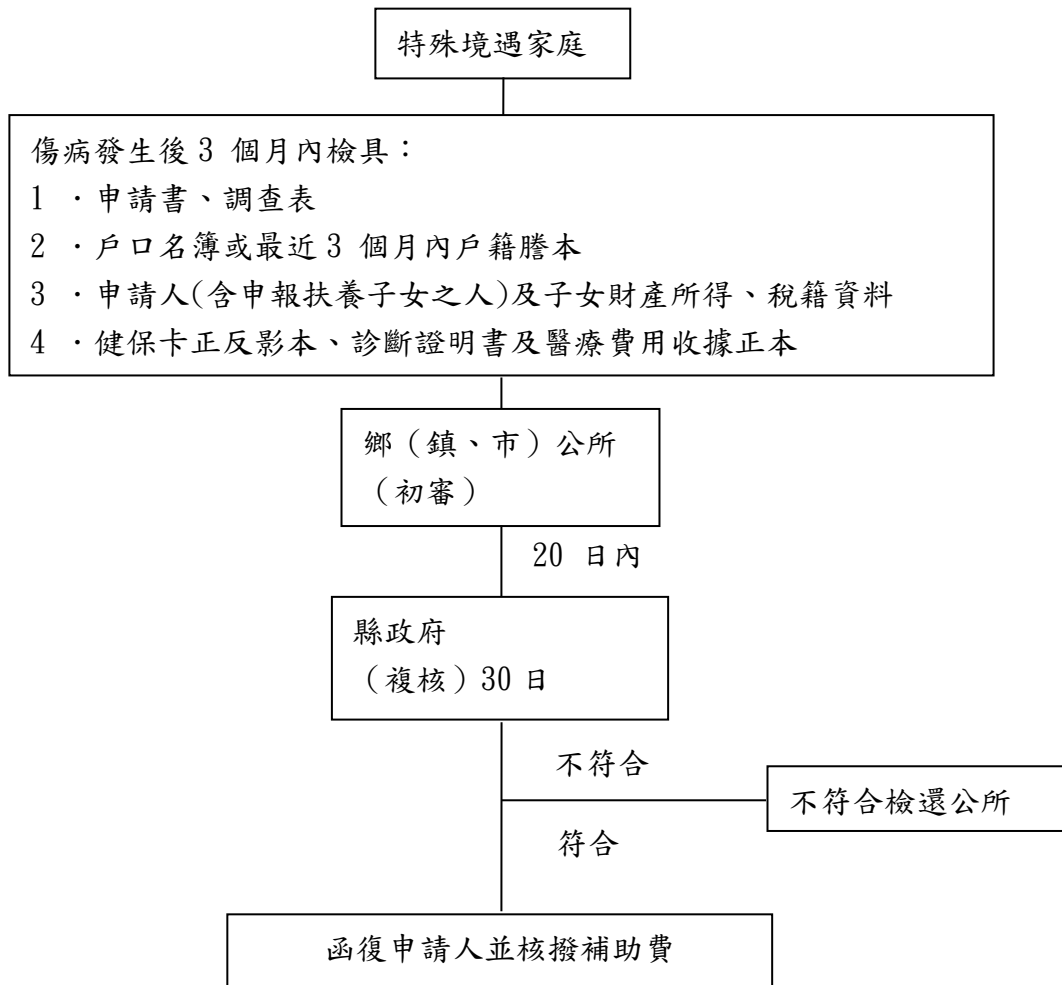 特殊境遇家庭
傷病發生後 3 個月內檢具：
1 ．申請書、調查表
2 ．戶口名簿或最近 3 個月內戶籍謄本
3 ．申請人(含申報扶養子女之人)及子女財產所得、稅籍資料
4 ．健保卡正反影本、診斷證明書及醫療費用收據正本
鄉（鎮、市）公所
（初審）
20 日內
縣政府
（複核）30 日
不符合
不符合檢還公所
符合
函復申請人並核撥補助費